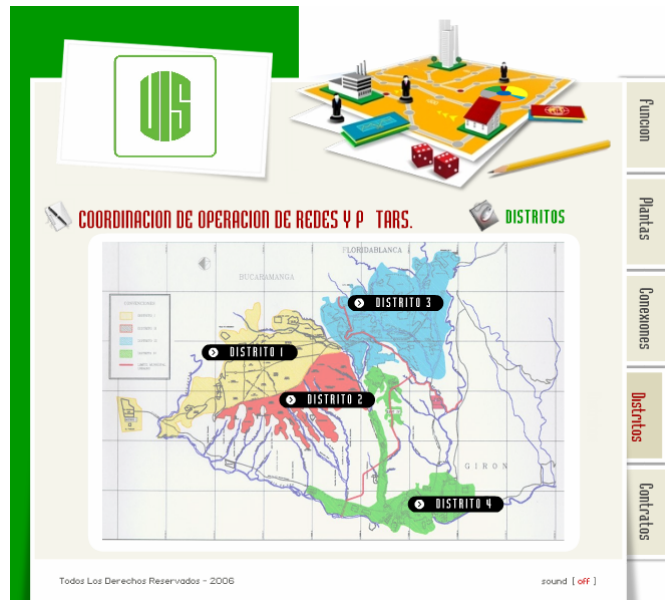 UIS
Funcion
Plantas
Conexiones
Distritos
Contratos
COORDINACION DE OPERACION DE REDES Y P TARS.
DISTRITOS
FLORIDABLANCA
BUCARAMANGA
DISTRITO 3
DISTRITO 1
DISTRITO 2
GIRON
DISTRITO 4
Todos Los Derechos Reservados - 2006
sound [ off ]